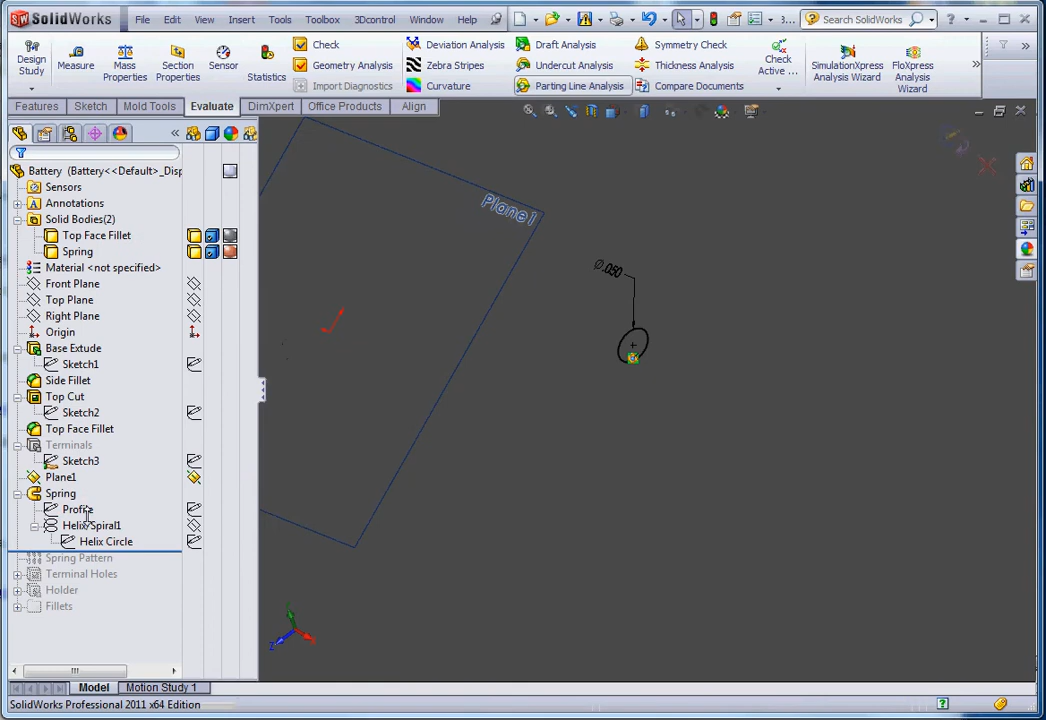 File Edit View Insert Tools Toolbox 3Dcontrol Window Help 3... Search SolidWorks
Design Study
Measure
Mass Properties
Section Properties
Sensor
Statistics
Check
Geometry Analysis
Import Diagnostics
Deviation Analysis
Zebra Stripes
Curvature
Draft Analysis
Undercut Analysis
Parting Line Analysis
Symmetry Check
Thickness Analysis
Compare Documents
Check Active ...
SimulationXpress Analysis Wizard
FloXpress Analysis Wizard
Features Sketch Mold Tools Evaluate DimXpert Office Products Align
Battery (Battery<<Default>_Disp
Sensors
Annotations
Solid Bodies(2)
Top Face Fillet
Spring
Material <not specified>
Front Plane
Top Plane
Right Plane
Origin
Base Extrude
Sketch1
Side Fillet
Top Cut
Sketch2
Top Face Fillet
Terminals
Sketch3
Plane1
Spring
Profile
Helix/Spiral1
Helix Circle
Spring Pattern
Terminal Holes
Holder
Fillets
Plane1
Ø.050
Z
Model Motion Study 1
SolidWorks Professional 2011 x64 Edition